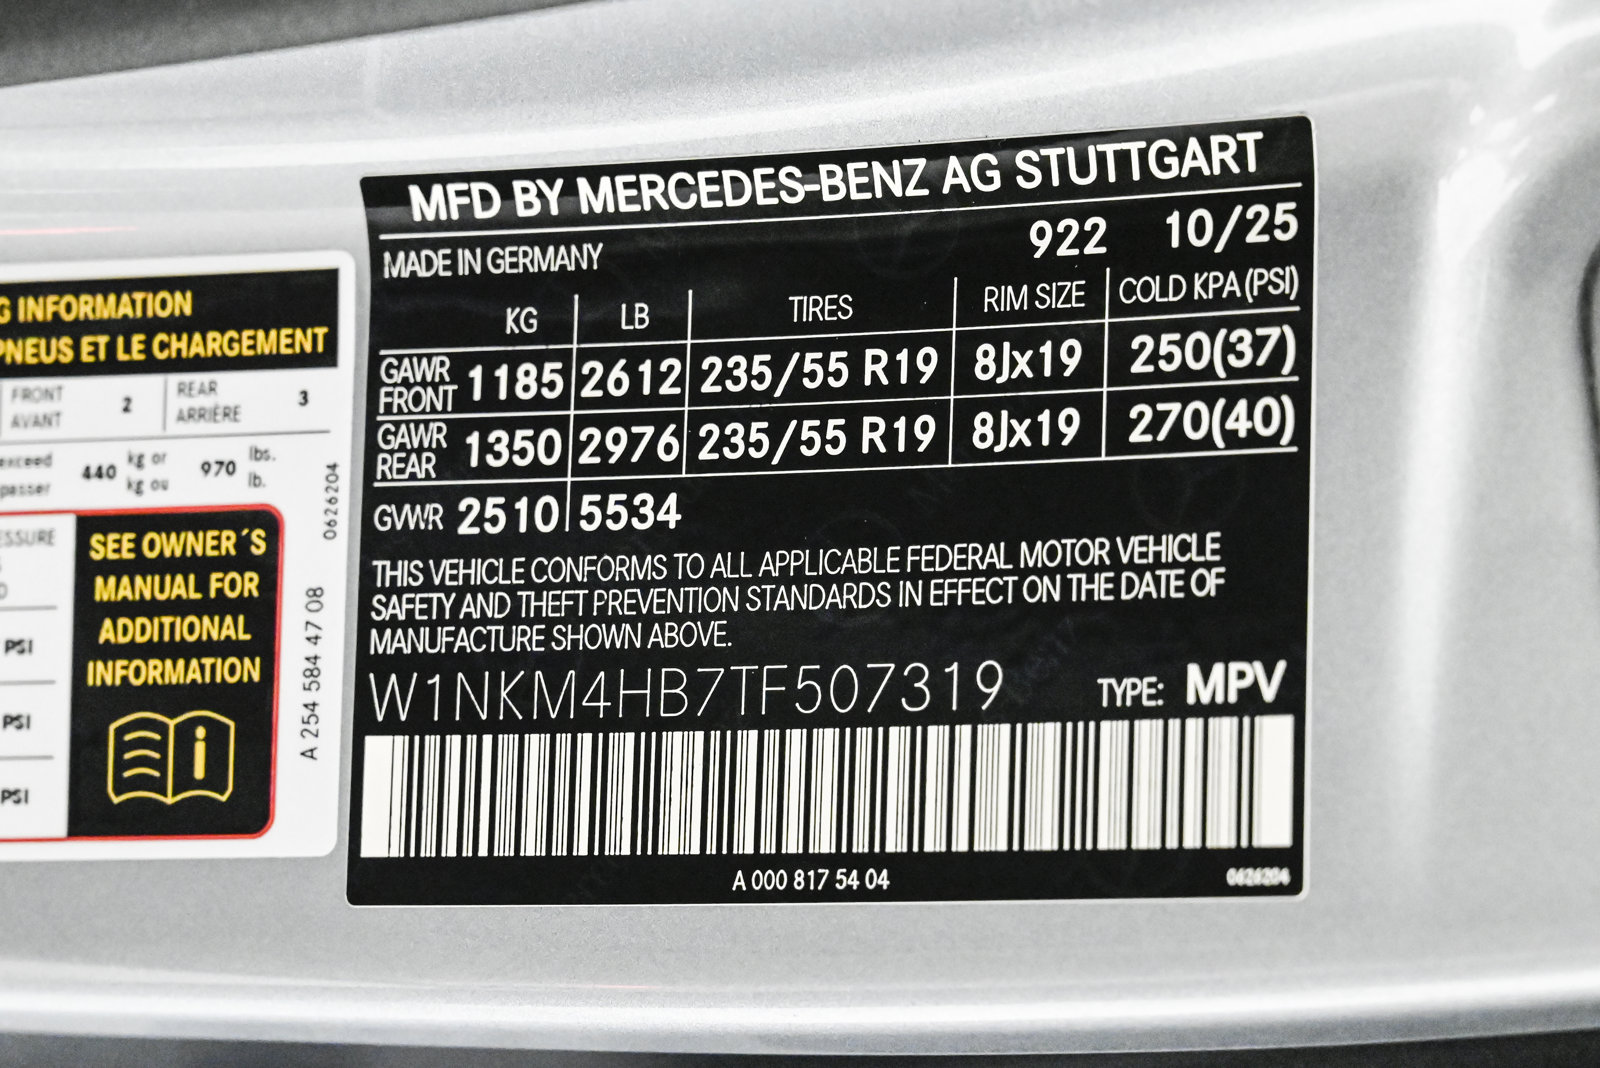 G INFORMATION
PNEUS ET LE CHARGEMENT
FRONT
AVANT
2
REAR
ARRIÈRE
3
exceed
passer
440
kg or
kg ou
970
lbs.
lb.
ESSURE
PSI
PSI
PSI
SEE OWNER´S
MANUAL FOR
ADDITIONAL
INFORMATION
i
0626204
A 254 584 47 08
MFD BY MERCEDES-BENZ AG STUTTGART
MADE IN GERMANY 922 10/25
KG LB TIRES RIM SIZE COLD KPA (PSI)
GAWR
FRONT 1185 2612 235/55 R19 8Jx19 250(37)
GAWR
REAR 1350 2976 235/55 R19 8Jx19 270(40)
GVWR 2510 5534
THIS VEHICLE CONFORMS TO ALL APPLICABLE FEDERAL MOTOR VEHICLE
SAFETY AND THEFT PREVENTION STANDARDS IN EFFECT ON THE DATE OF
MANUFACTURE SHOWN ABOVE.
W1NKM4HB7TF507319 TYPE: MPV
A 000 817 54 04 0626204